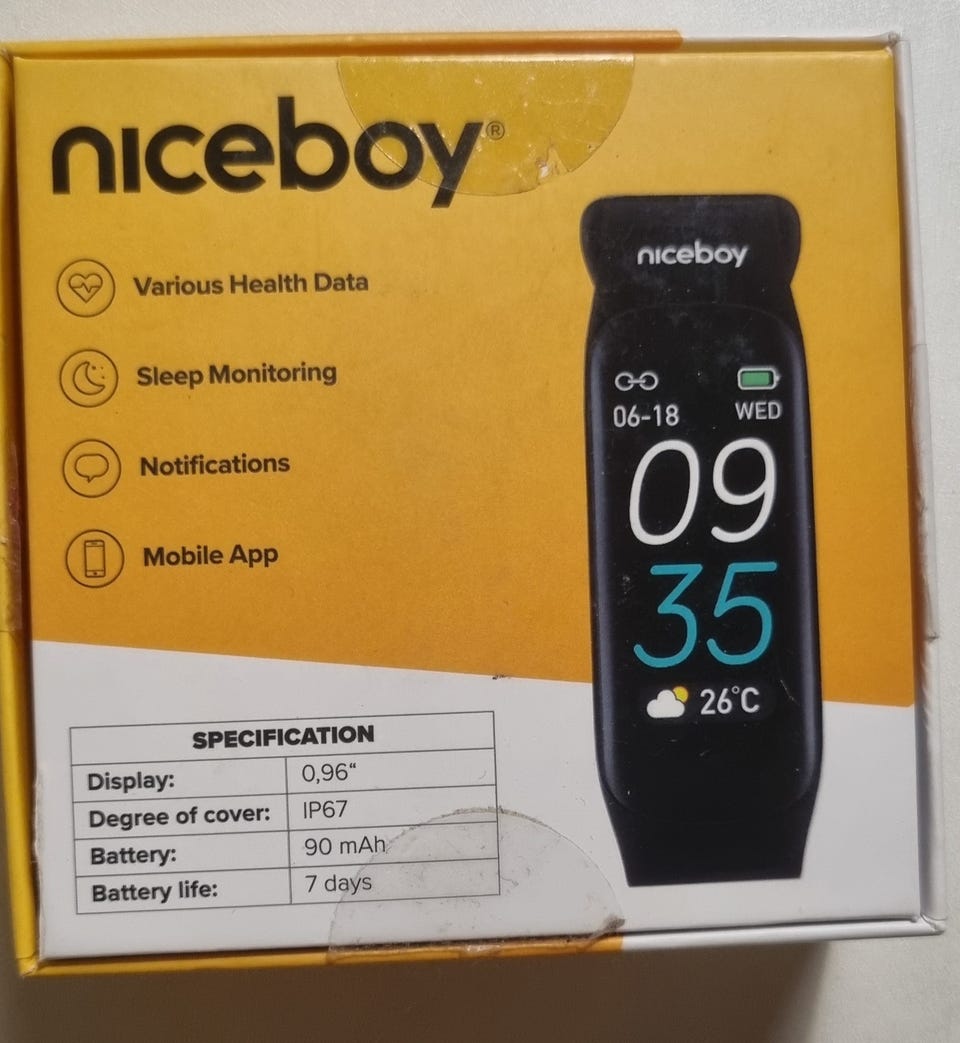 niceboy®
Various Health Data
Sleep Monitoring
Notifications
Mobile App
niceboy
06-18 WED
09
35
26°C
SPECIFICATION
Display: 0,96“
Degree of cover: IP67
Battery: 90 mAh
Battery life: 7 days